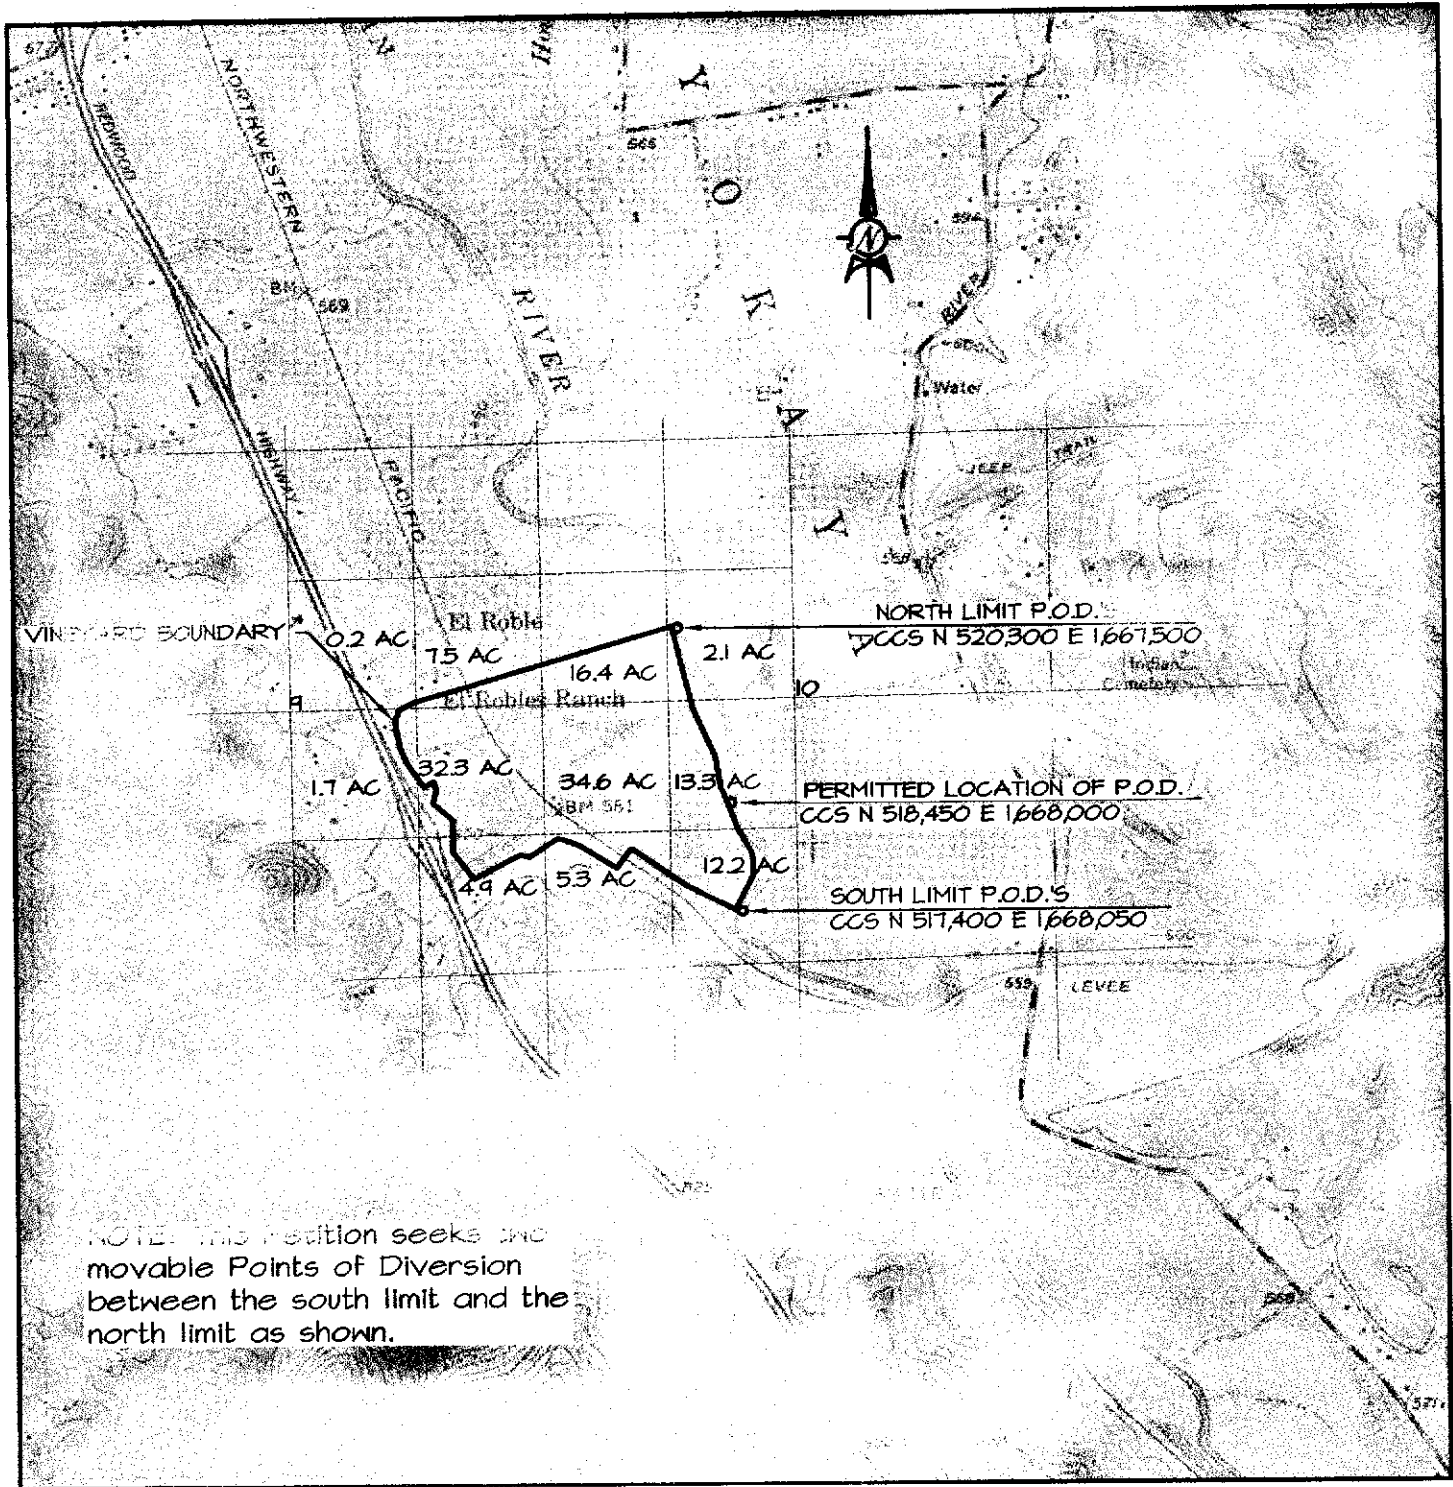 REDWOOD
NORTHWESTERN
N
Y
565
O
N
BM
569
RIVER
K
RIVER
Water
A
HIGHWAY
PACIFIC
JEEP
TRAIL
Y
NORTH LIMIT P.O.D.'S
CCS N 520,300 E 1,667,500
VINEYARD BOUNDARY
0.2 AC
El Roble
7.5 AC
2.1 AC
16.4 AC
Indian
Cemetery
9
El Robles Ranch
10
32.3 AC
1.7 AC
34.6 AC
13.3 AC
BM 561
PERMITTED LOCATION OF P.O.D.
CCS N 518,450 E 1,668,000
12.2 AC
4.9 AC
5.3 AC
SOUTH LIMIT P.O.D.'S
CCS N 517,400 E 1,668,050
559
LEVEE
NOTE: This Petition seeks
movable Points of Diversion
between the south limit and the
north limit as shown.
568
571